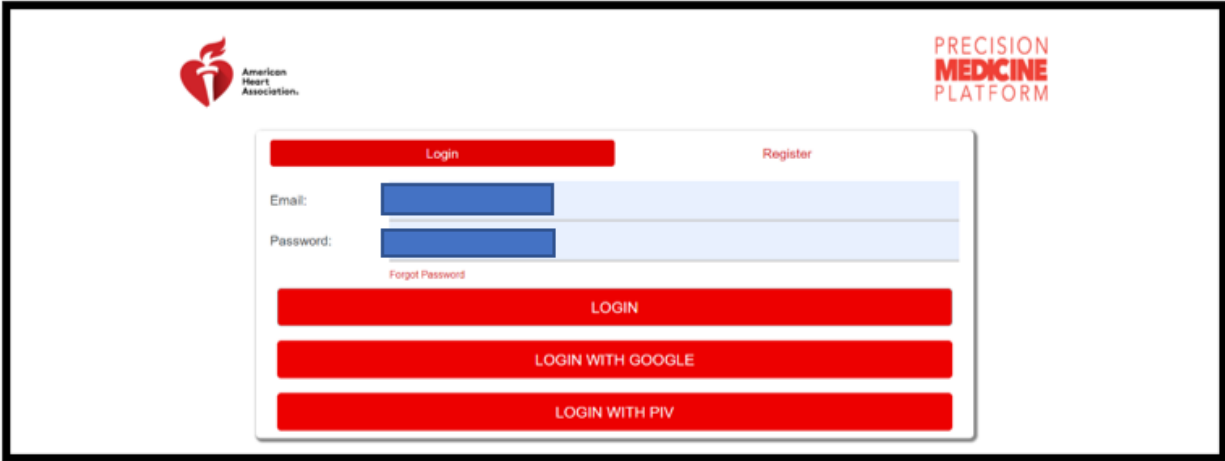 American
Heart
Association.
PRECISION
MEDICINE
PLATFORM
Login
Register
Email:
Password:
Forgot Password
LOGIN
LOGIN WITH GOOGLE
LOGIN WITH PIV